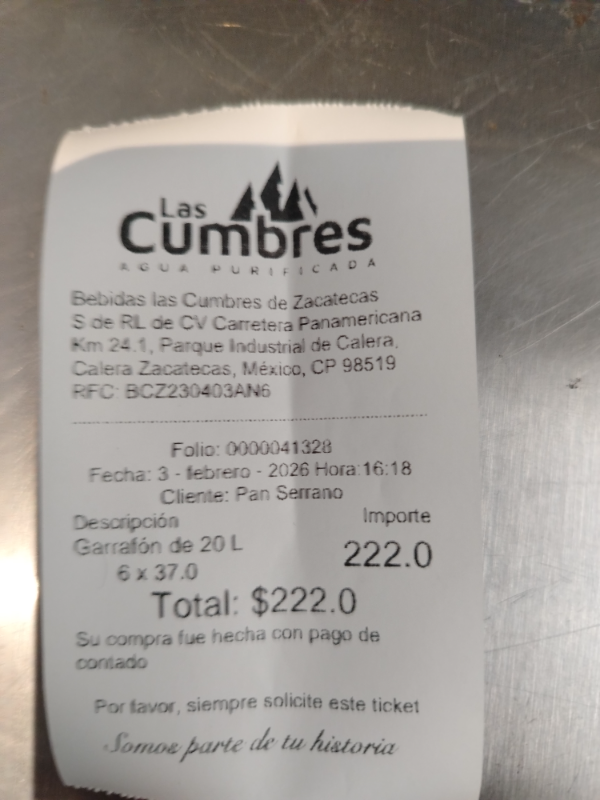 Las
Cumbres
AGUA PURIFICADA
Bebidas las Cumbres de Zacatecas
S de RL de CV Carretera Panamericana
Km 24.1, Parque Industrial de Calera,
Calera Zacatecas, México, CP 98519
RFC: BCZ230403AN6
Folio: 0000041328
Fecha: 3 - febrero - 2026 Hora:16:18
Cliente: Pan Serrano
Descripción Importe
Garrafón de 20 L 222.0
6 x 37.0
Total: $222.0
Su compra fue hecha con pago de
contado
Por favor, siempre solicite este ticket
Somos parte de tu historia